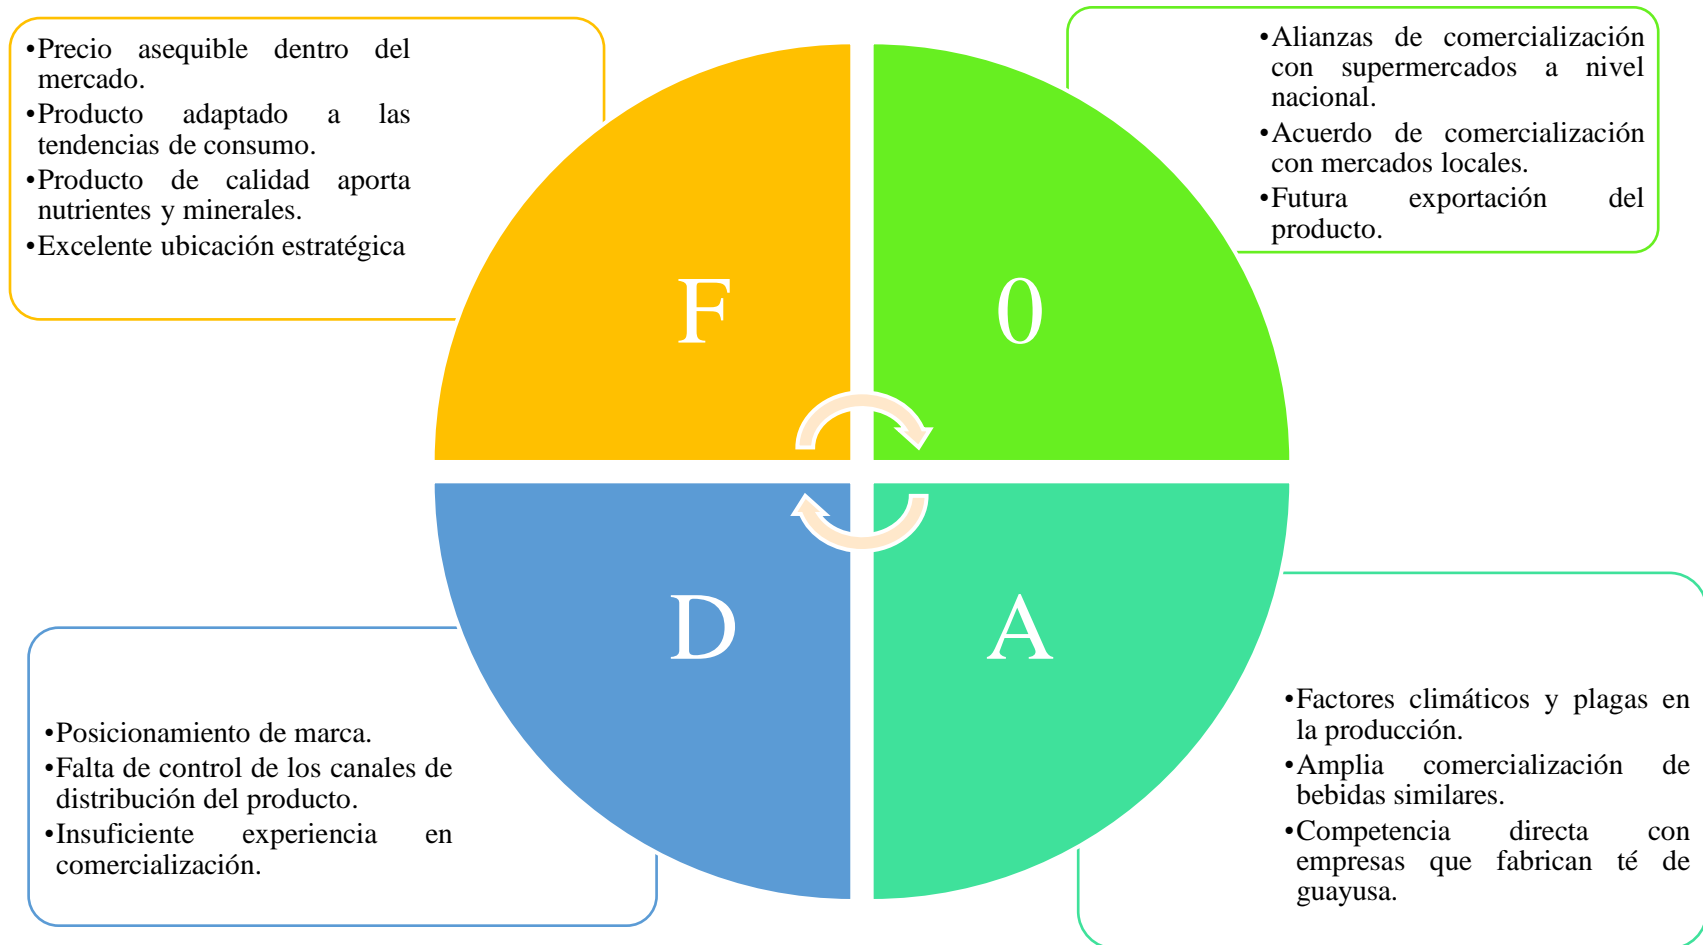 •Precio asequible dentro del
mercado.
•Producto adaptado a las
tendencias de consumo.
•Producto de calidad aporta
nutrientes y minerales.
•Excelente ubicación estratégica
•Alianzas de comercialización
con supermercados a nivel
nacional.
•Acuerdo de comercialización
con mercados locales.
•Futura exportación del
producto.
F
0
D
A
•Posicionamiento de marca.
•Falta de control de los canales de
distribución del producto.
•Insuficiente experiencia en
comercialización.
•Factores climáticos y plagas en
la producción.
•Amplia comercialización de
bebidas similares.
•Competencia directa con
empresas que fabrican té de
guayusa.